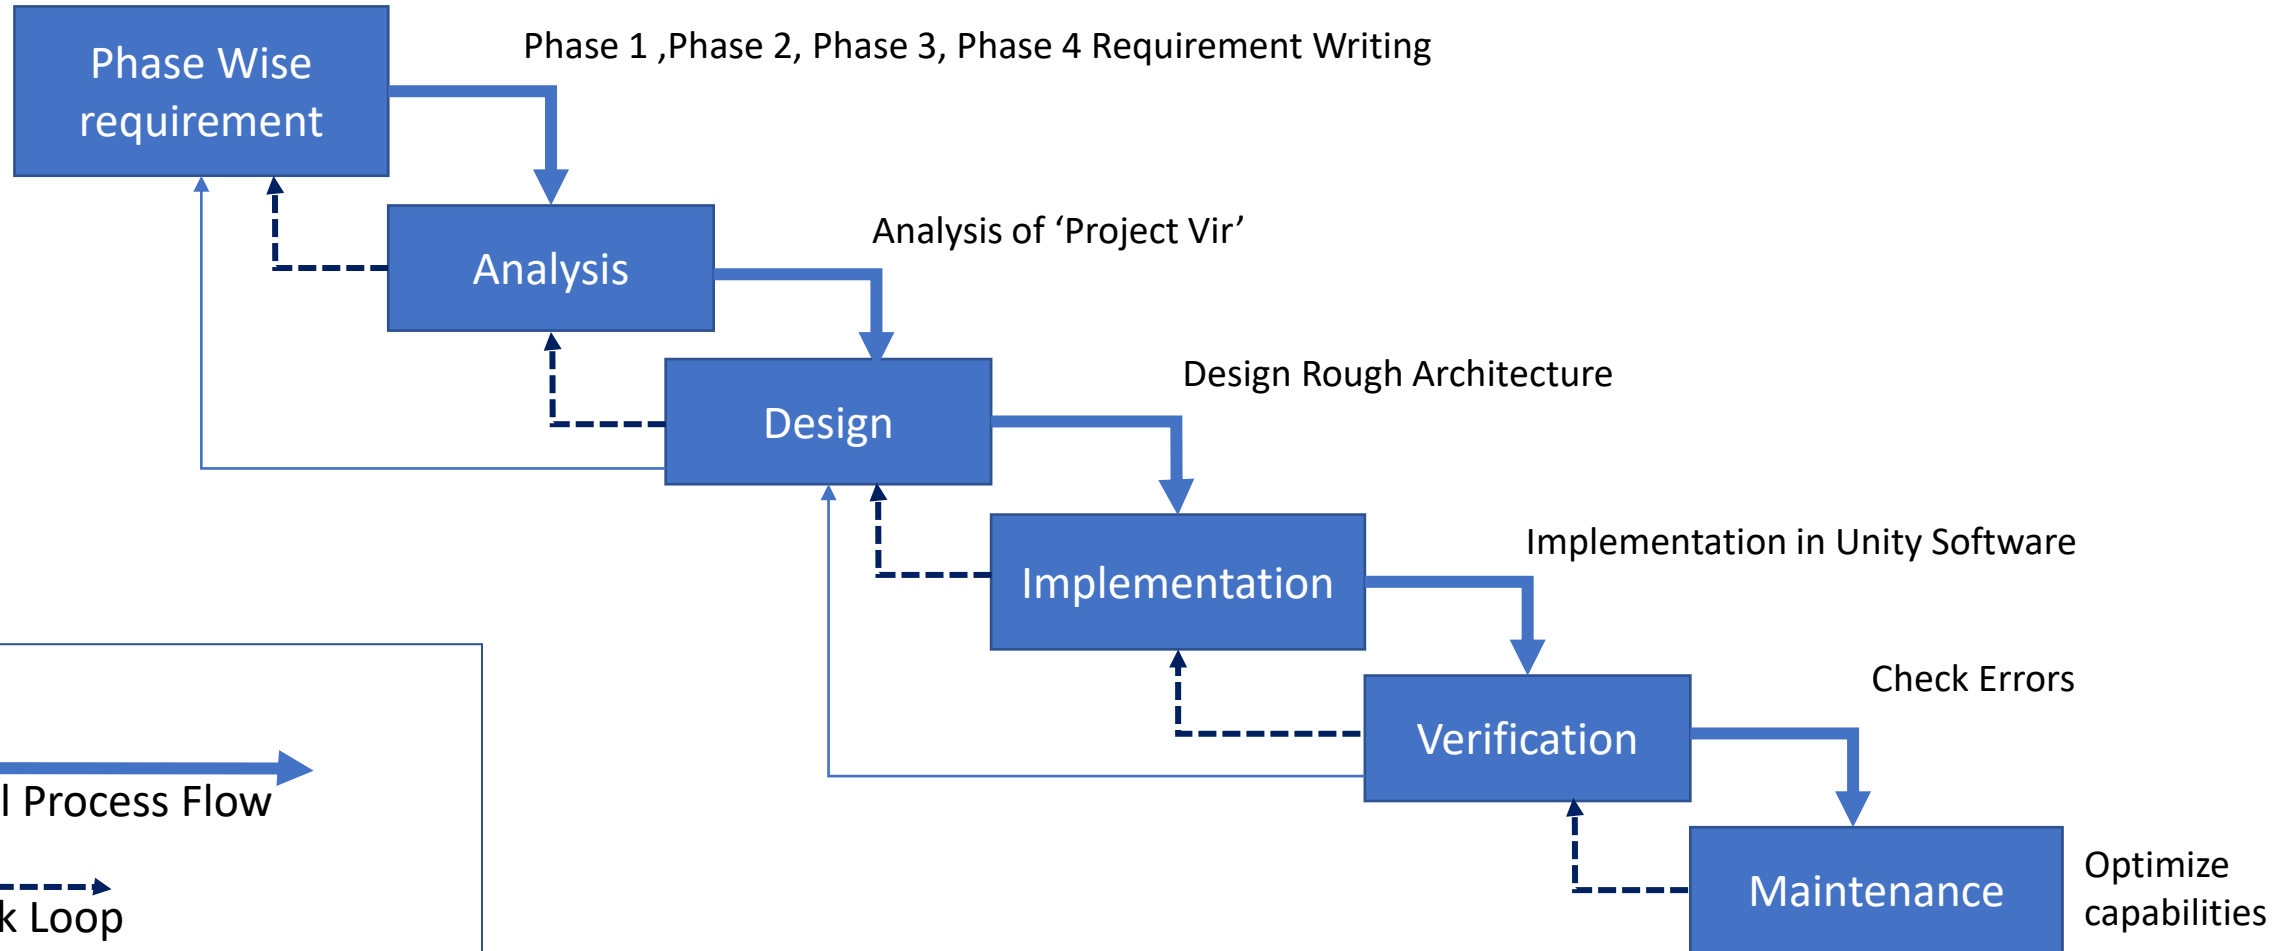 Phase Wise
requirement
Phase 1 ,Phase 2, Phase 3, Phase 4 Requirement Writing
Analysis
Analysis of ‘Project Vir’
Design
Design Rough Architecture
Implementation
Implementation in Unity Software
Verification
Check Errors
Maintenance
Optimize
capabilities
Process Flow
Loop